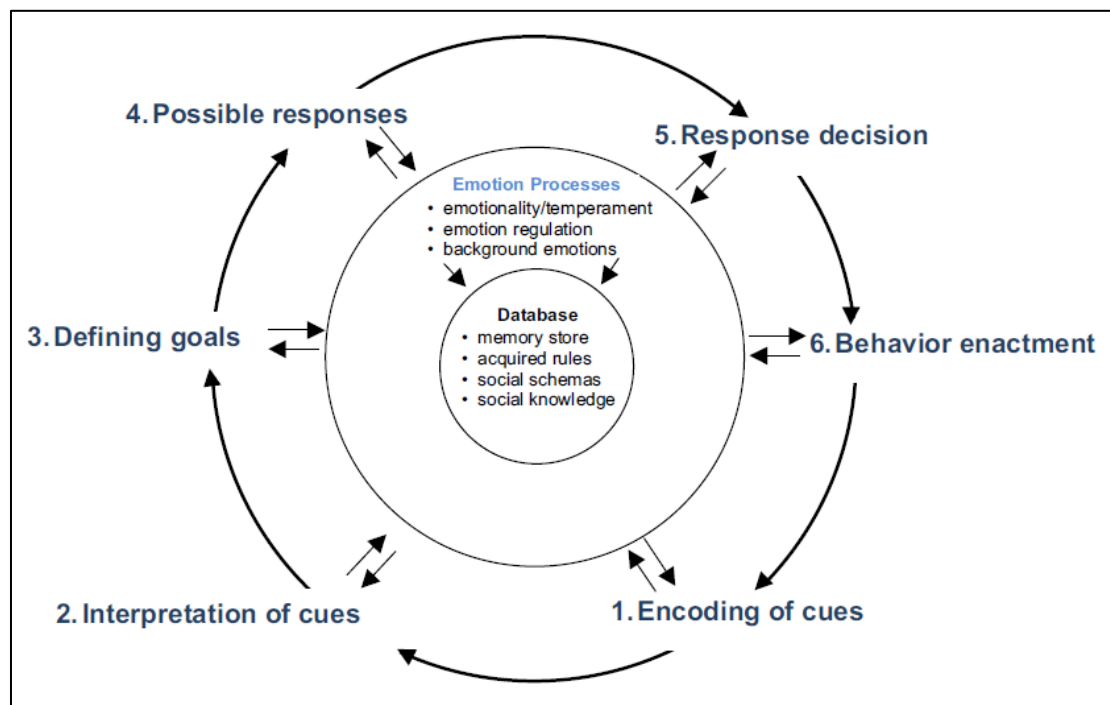 4. Possible responses
5. Response decision
Emotion Processes
• emotionality/temperament
• emotion regulation
• background emotions
Database
• memory store
• acquired rules
• social schemas
• social knowledge
3. Defining goals
6. Behavior enactment
2. Interpretation of cues
1. Encoding of cues